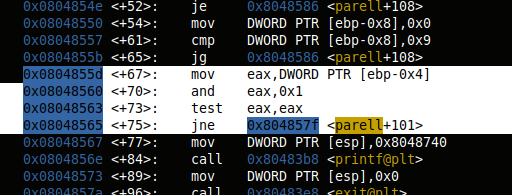 0x0804854e <+52>: je 0x8048586 <parell+108>
0x08048550 <+54>: mov DWORD PTR [ebp-0x8],0x0
0x08048557 <+61>: cmp DWORD PTR [ebp-0x8],0x9
0x0804855b <+65>: jg 0x8048586 <parell+108>
0x0804855d <+67>: mov eax,DWORD PTR [ebp-0x4]
0x08048560 <+70>: and eax,0x1
0x08048563 <+73>: test eax,eax
0x08048565 <+75>: jne 0x804857f <parell+101>
0x08048567 <+77>: mov DWORD PTR [esp],0x8048740
0x0804856e <+84>: call 0x80483b8 <printf@plt>
0x08048573 <+89>: mov DWORD PTR [esp],0x0
0x0804857a <+96>: call 0x80483e8 <exit@plt>